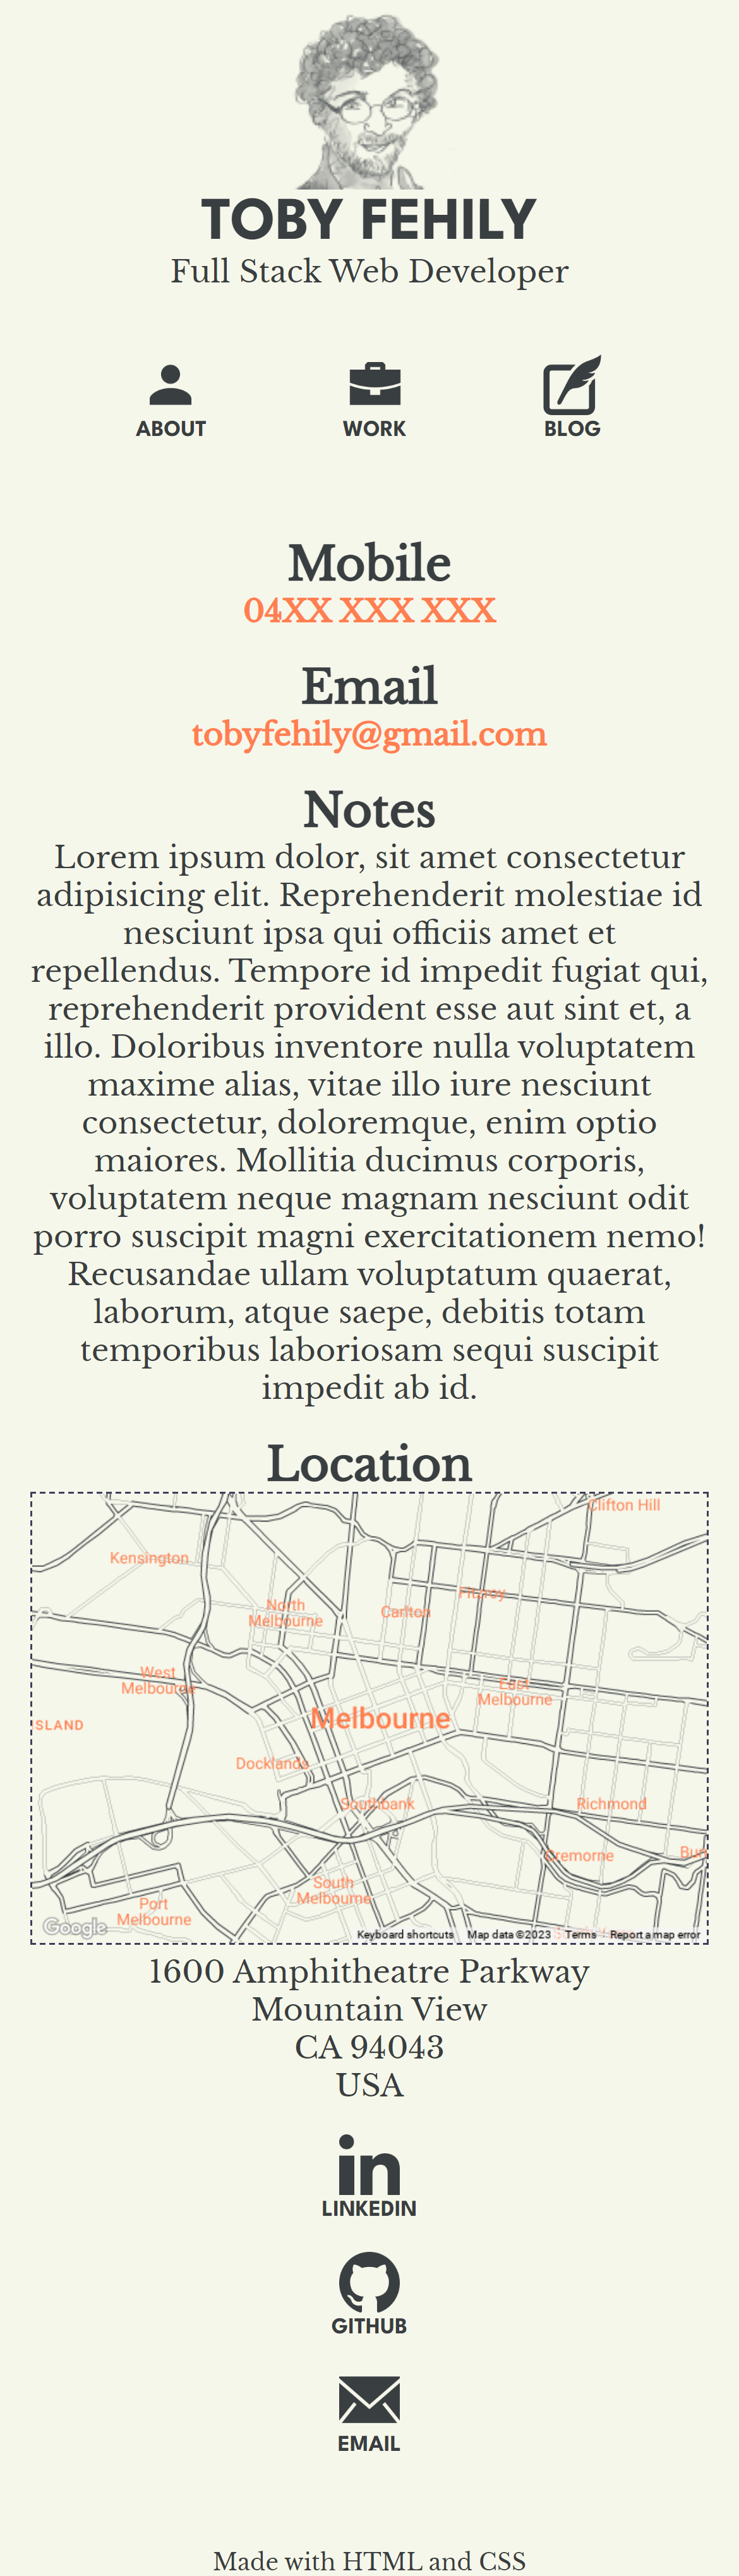 TOBY FEHILY
Full Stack Web Developer
ABOUT
WORK
BLOG
Mobile
04XX XXX XXX
Email
tobyfehily@gmail.com
Notes
Lorem ipsum dolor, sit amet consectetur
adipisicing elit. Reprehenderit molestiae id
nesciunt ipsa qui officiis amet et
repellendus. Tempore id impedit fugiat qui,
reprehenderit provident esse aut sint et, a
illo. Doloribus inventore nulla voluptatem
maxime alias, vitae illo iure nesciunt
consectetur, doloremque, enim optio
maiores. Mollitia ducimus corporis,
voluptatem neque magnam nesciunt odit
porro suscipit magni exercitationem nemo!
Recusandae ullam voluptatum quaerat,
laborum, atque saepe, debitis totam
temporibus laboriosam sequi suscipit
impedit ab id.
Location
Clifton Hill
Kensington
Fitzroy
North
Melbourne
Carlton
West
Melbourne
East
Melbourne
ISLAND
Melbourne
Docklands
Southbank
Richmond
Cremorne
Bur
South
Melbourne
Port
Melbourne
Google
Keyboard shortcuts
Map data ©2023
Terms
Report a map error
1600 Amphitheatre Parkway
Mountain View
CA 94043
USA
in
LINKEDIN
GITHUB
EMAIL
Made with HTML and CSS